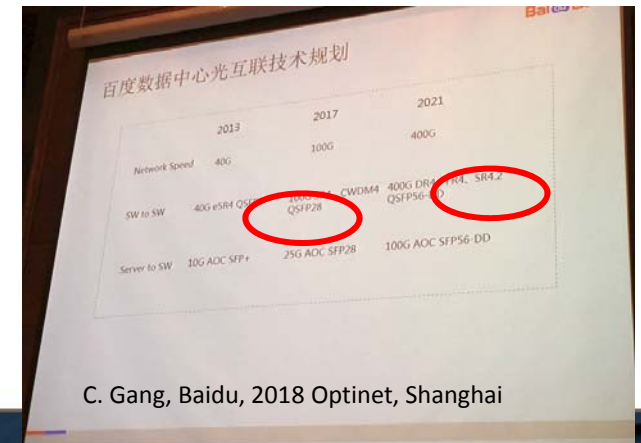 Bai
百度数据中心光互联技术规划
2013 2017 2021
Network Speed 40G 100G 400G
SW to SW 40G eSR4 CWDM4 400G SR4.2
QSFP28 QSFP56-DD
Server to SW 10G AOC SFP+ 25G AOC SFP28 100G AOC SFP56-DD
C. Gang, Baidu, 2018 Optinet, Shanghai